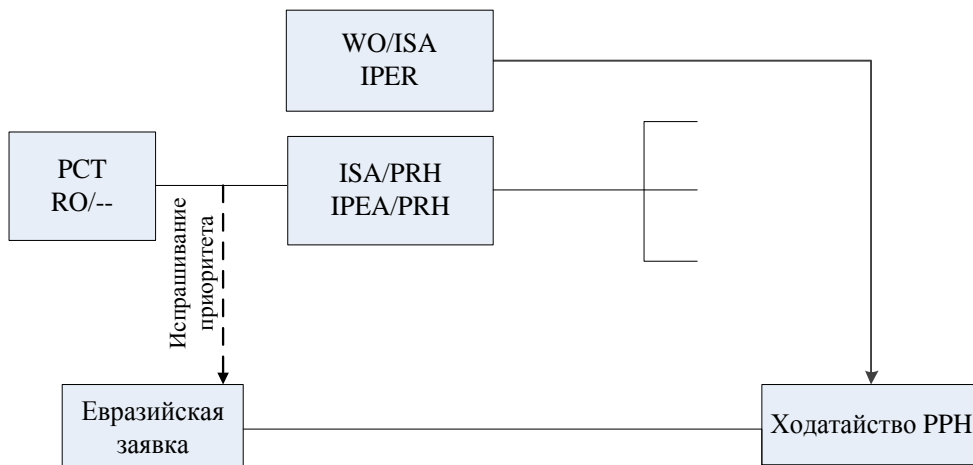 WO/ISA
IPER
PCT
RO/--
ISA/PRH
IPEA/PRH
Испрашивание
приоритета
Евразийская
заявка
Ходатайство PPH